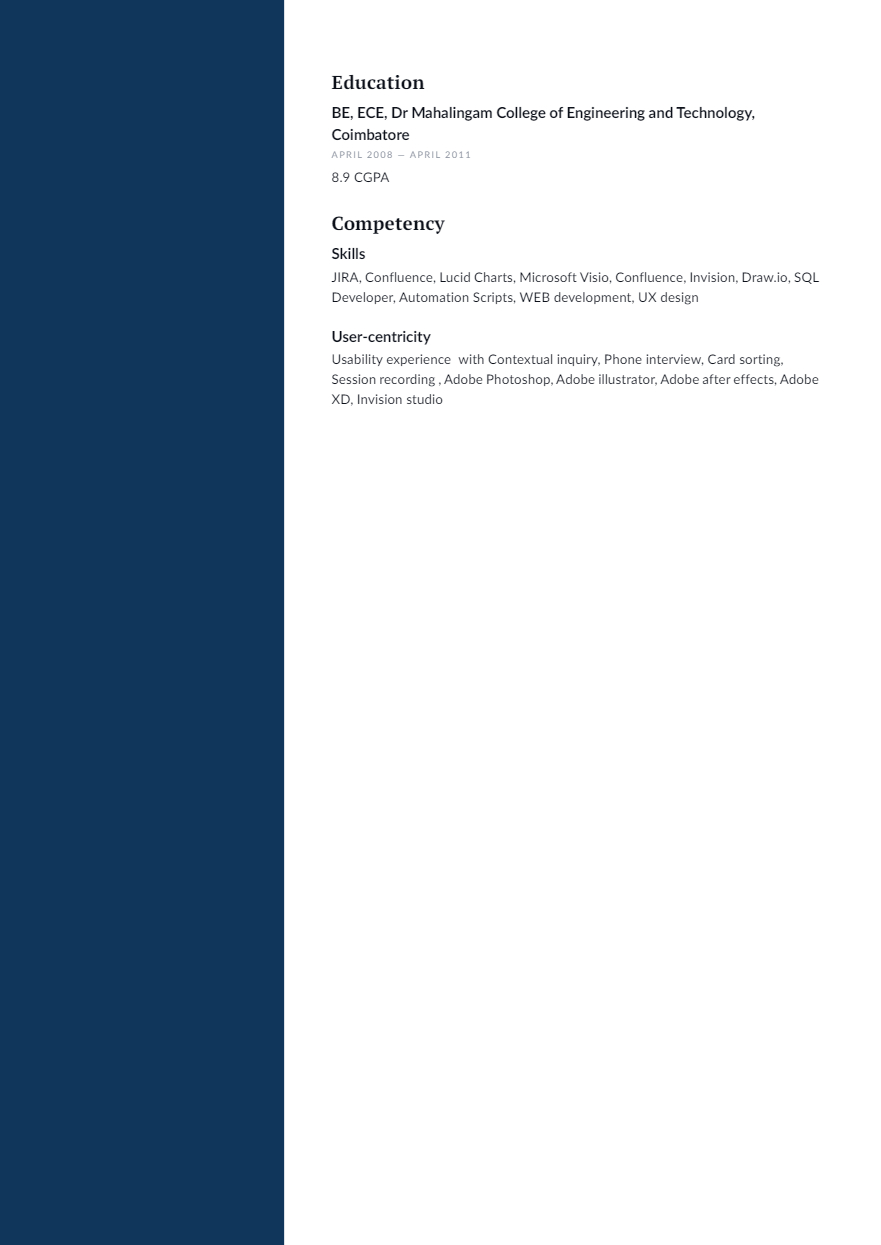 Education
BE, ECE, Dr Mahalingam College of Engineering and Technology,
Coimbatore
APRIL 2008 — APRIL 2011
8.9 CGPA
Competency
Skills
JIRA, Confluence, Lucid Charts, Microsoft Visio, Confluence, Invision, Draw.io, SQL
Developer, Automation Scripts, WEB development, UX design
User-centricity
Usability experience  with Contextual inquiry, Phone interview, Card sorting,
Session recording , Adobe Photoshop, Adobe illustrator, Adobe after effects, Adobe
XD, Invision studio